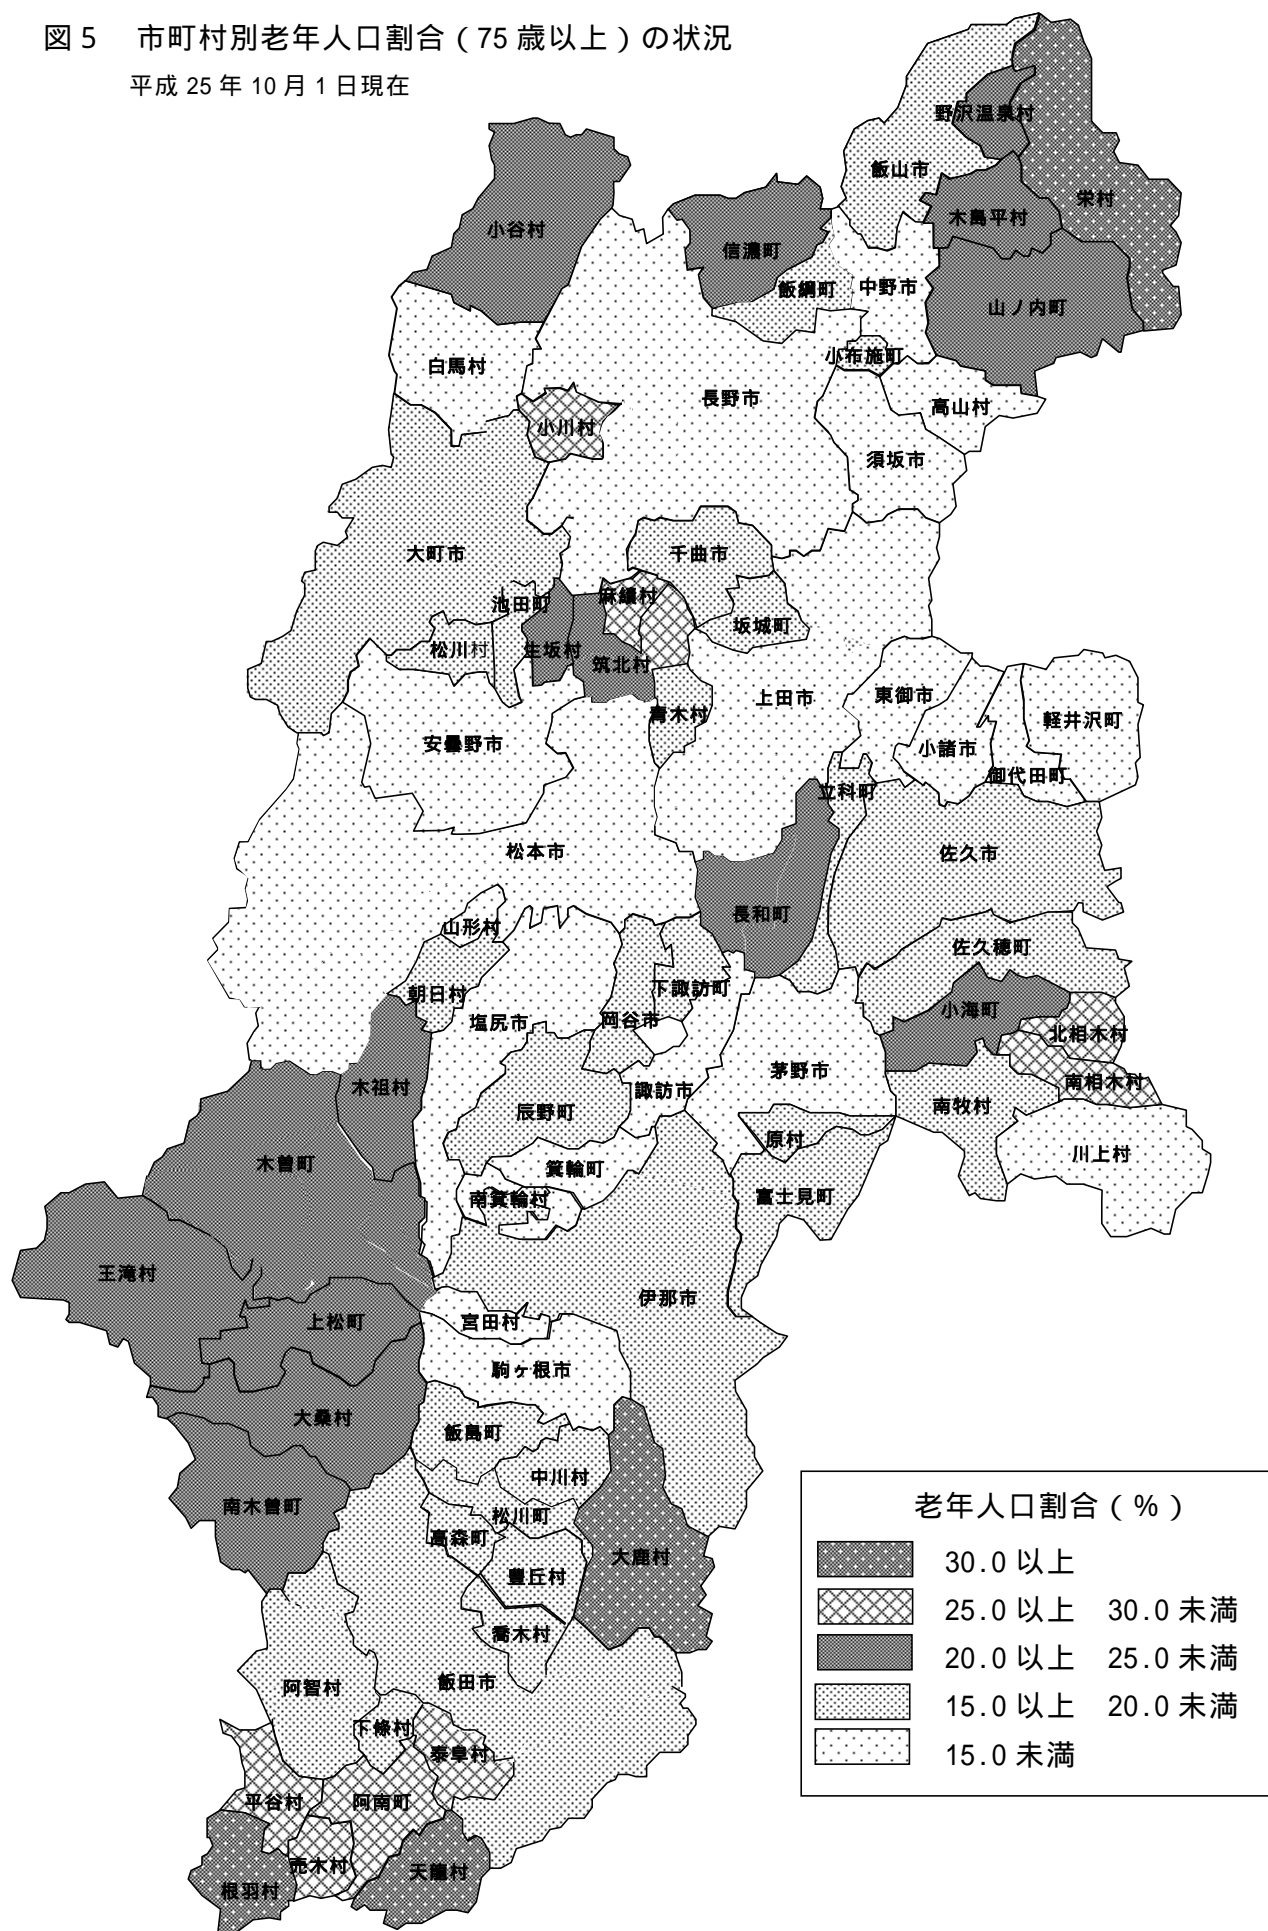 図5 市町村別老年人口割合(75歳以上)の状況
平成25年10月1日現在
野沢温泉村
飯山市
栄村
木島平村
小谷村
信濃町
飯綱町
中野市
山ノ内町
小布施町
白馬村
長野市
高山村
小川村
須坂市
大町市
千曲市
麻績村
池田町
坂城町
松川村
生坂村
筑北村
上田市
東御市
青木村
軽井沢町
安曇野市
小諸市
御代田町
立科町
松本市
佐久市
長和町
山形村
佐久穂町
朝日村
下諏訪町
小海町
塩尻市
岡谷市
北相木村
茅野市
木祖村
諏訪市
南相木村
南牧村
辰野町
原村
川上村
木曽町
箕輪町
南箕輪村
富士見町
王滝村
伊那市
上松町
宮田村
駒ヶ根市
大桑村
飯島町
中川村
南木曽町
松川町
高森町
大鹿村
豊丘村
喬木村
飯田市
阿智村
下條村
泰阜村
平谷村
阿南町
売木村
天龍村
根羽村
老年人口割合(%)
30.0以上
25.0以上 30.0未満
20.0以上 25.0未満
15.0以上 20.0未満
15.0未満